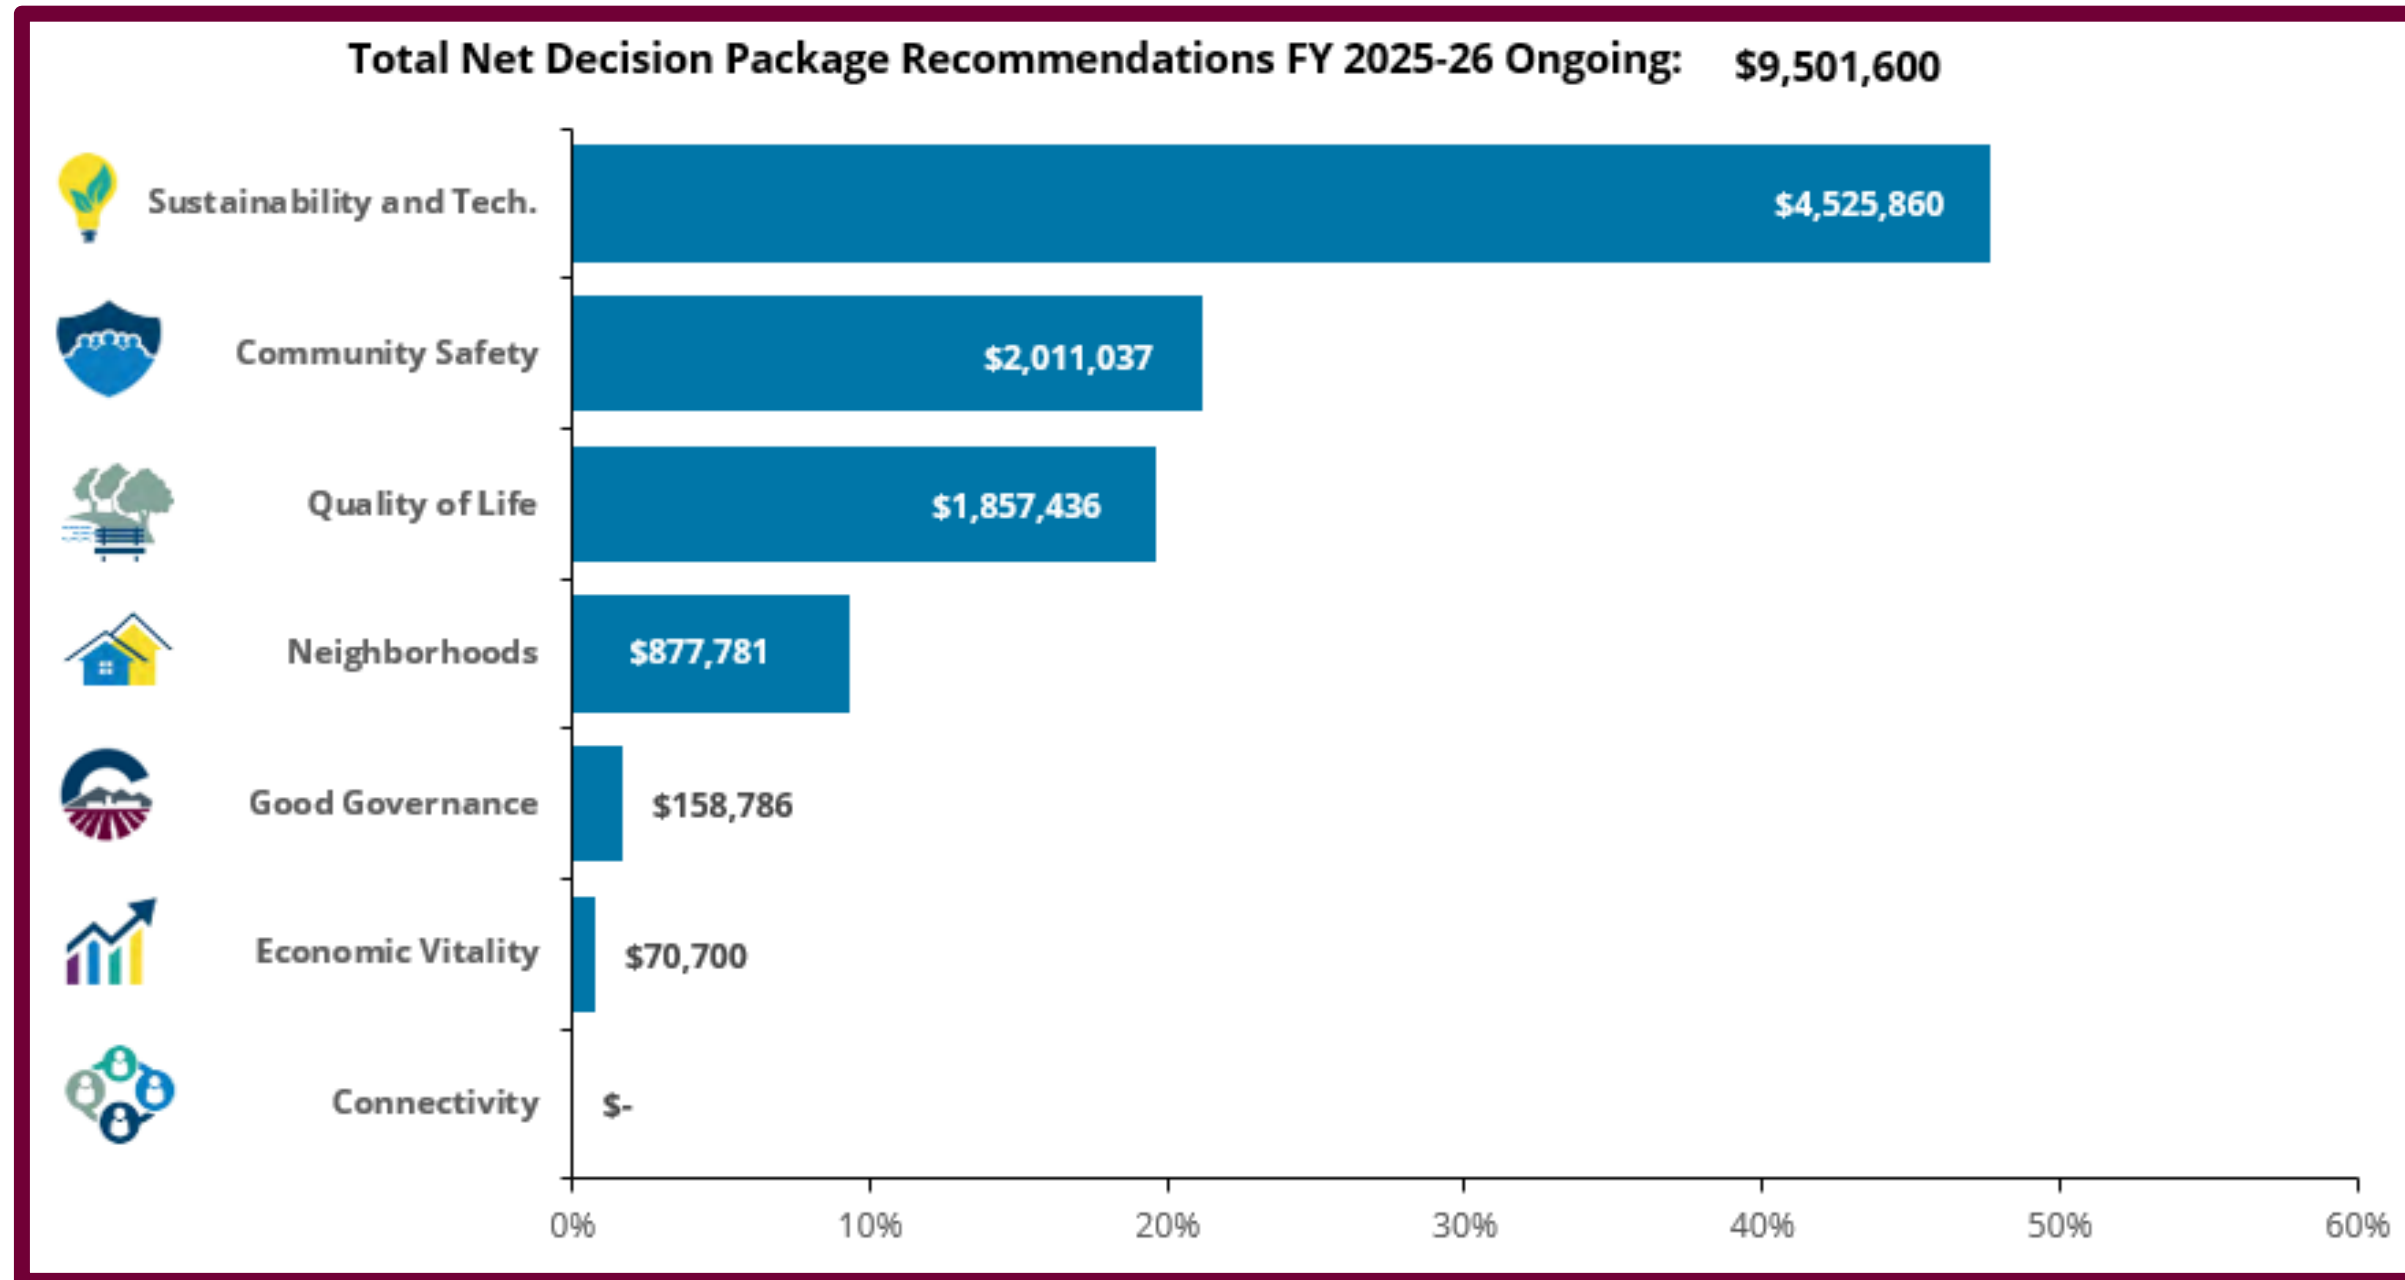 Total Net Decision Package Recommendations FY 2025-26 Ongoing: $9,501,600
Sustainability and Tech. $4,525,860
Community Safety $2,011,037
Quality of Life $1,857,436
Neighborhoods $877,781
Good Governance $158,786
Economic Vitality $70,700
Connectivity $-
0% 10% 20% 30% 40% 50% 60%